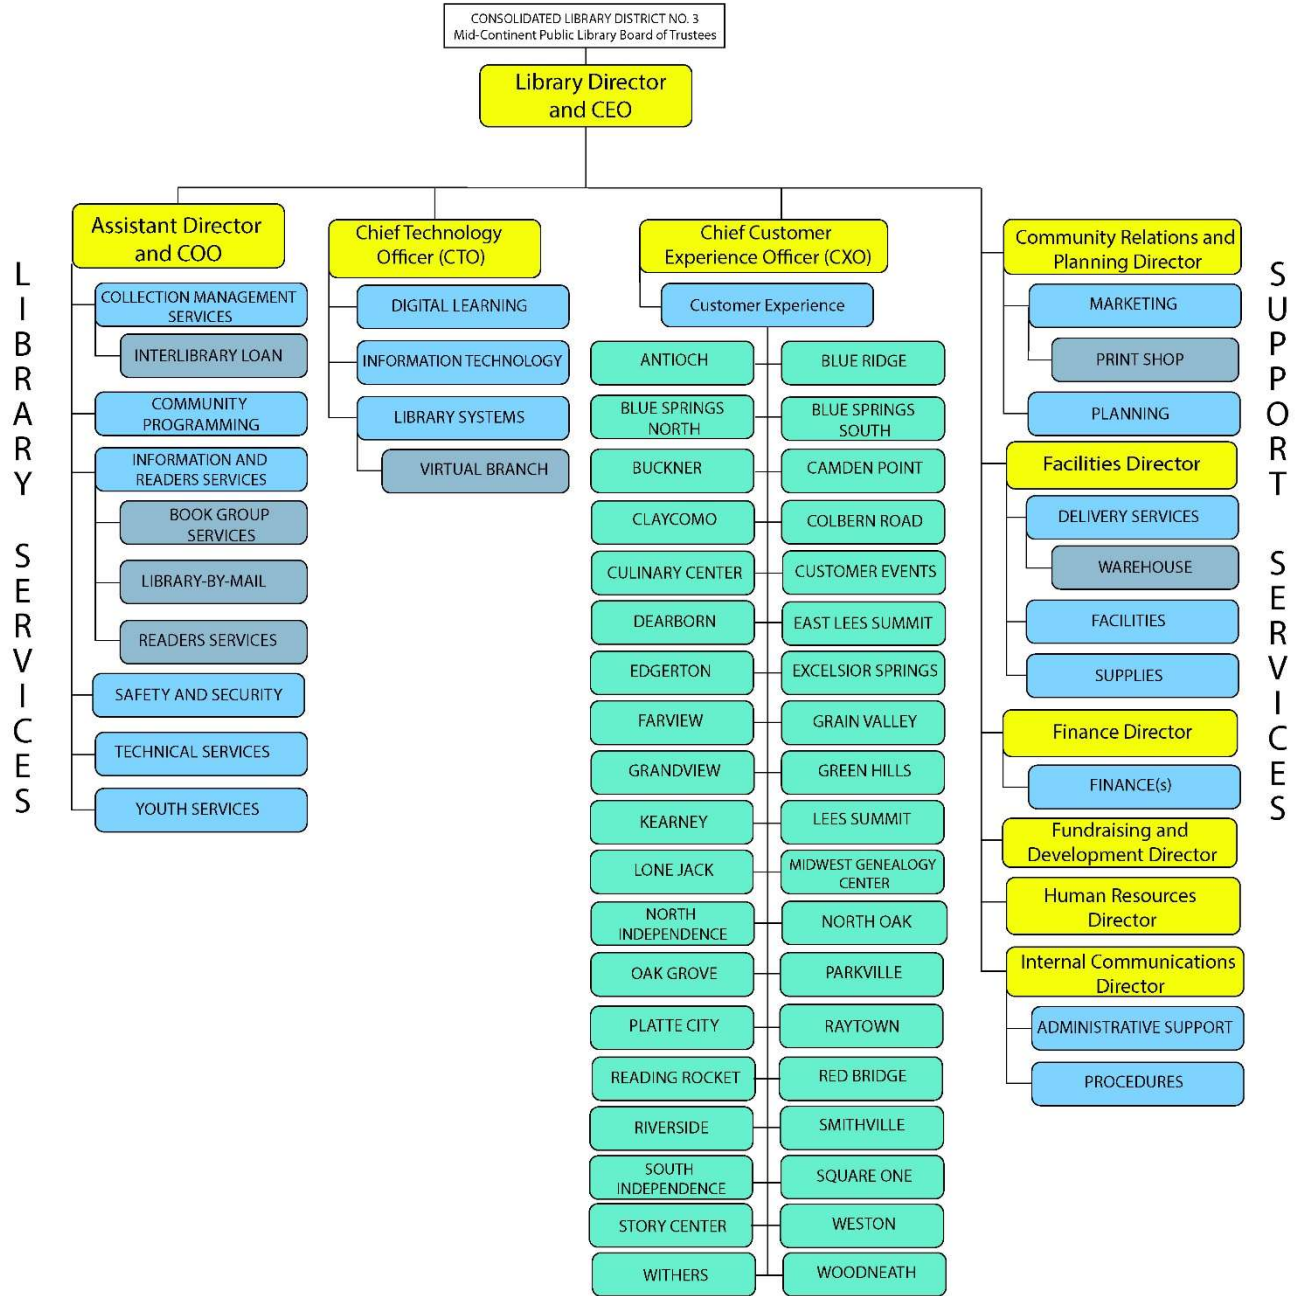 CONSOLIDATED LIBRARY DISTRICT NO. 3
Mid-Continent Public Library Board of Trustees
Library Director
and CEO
LIBRARY SERVICES
Assistant Director
and COO
COLLECTION MANAGEMENT
SERVICES
INTERLIBRARY LOAN
COMMUNITY
PROGRAMMING
INFORMATION AND
READERS SERVICES
BOOK GROUP
SERVICES
LIBRARY-BY-MAIL
READERS SERVICES
SAFETY AND SECURITY
TECHNICAL SERVICES
YOUTH SERVICES
Chief Technology
Officer (CTO)
DIGITAL LEARNING
INFORMATION TECHNOLOGY
LIBRARY SYSTEMS
VIRTUAL BRANCH
Chief Customer
Experience Officer (CXO)
Customer Experience
ANTIOCH
BLUE RIDGE
BLUE SPRINGS
NORTH
BLUE SPRINGS
SOUTH
BUCKNER
CAMDEN POINT
CLAYCOMO
COLBERN ROAD
CULINARY CENTER
CUSTOMER EVENTS
DEARBORN
EAST LEES SUMMIT
EDGERTON
EXCELSIOR SPRINGS
FARVIEW
GRAIN VALLEY
GRANDVIEW
GREEN HILLS
KEARNEY
LEES SUMMIT
LONE JACK
MIDWEST GENEALOGY
CENTER
NORTH
INDEPENDENCE
NORTH OAK
OAK GROVE
PARKVILLE
PLATTE CITY
RAYTOWN
READING ROCKET
RED BRIDGE
RIVERSIDE
SMITHVILLE
SOUTH
INDEPENDENCE
SQUARE ONE
STORY CENTER
WESTON
WITHERS
WOODNEATH
Community Relations and
Planning Director
MARKETING
PRINT SHOP
PLANNING
Facilities Director
DELIVERY SERVICES
WAREHOUSE
FACILITIES
SUPPLIES
Finance Director
FINANCE(s)
Fundraising and
Development Director
Human Resources
Director
Internal Communications
Director
ADMINISTRATIVE SUPPORT
PROCEDURES
SUPPORT SERVICES